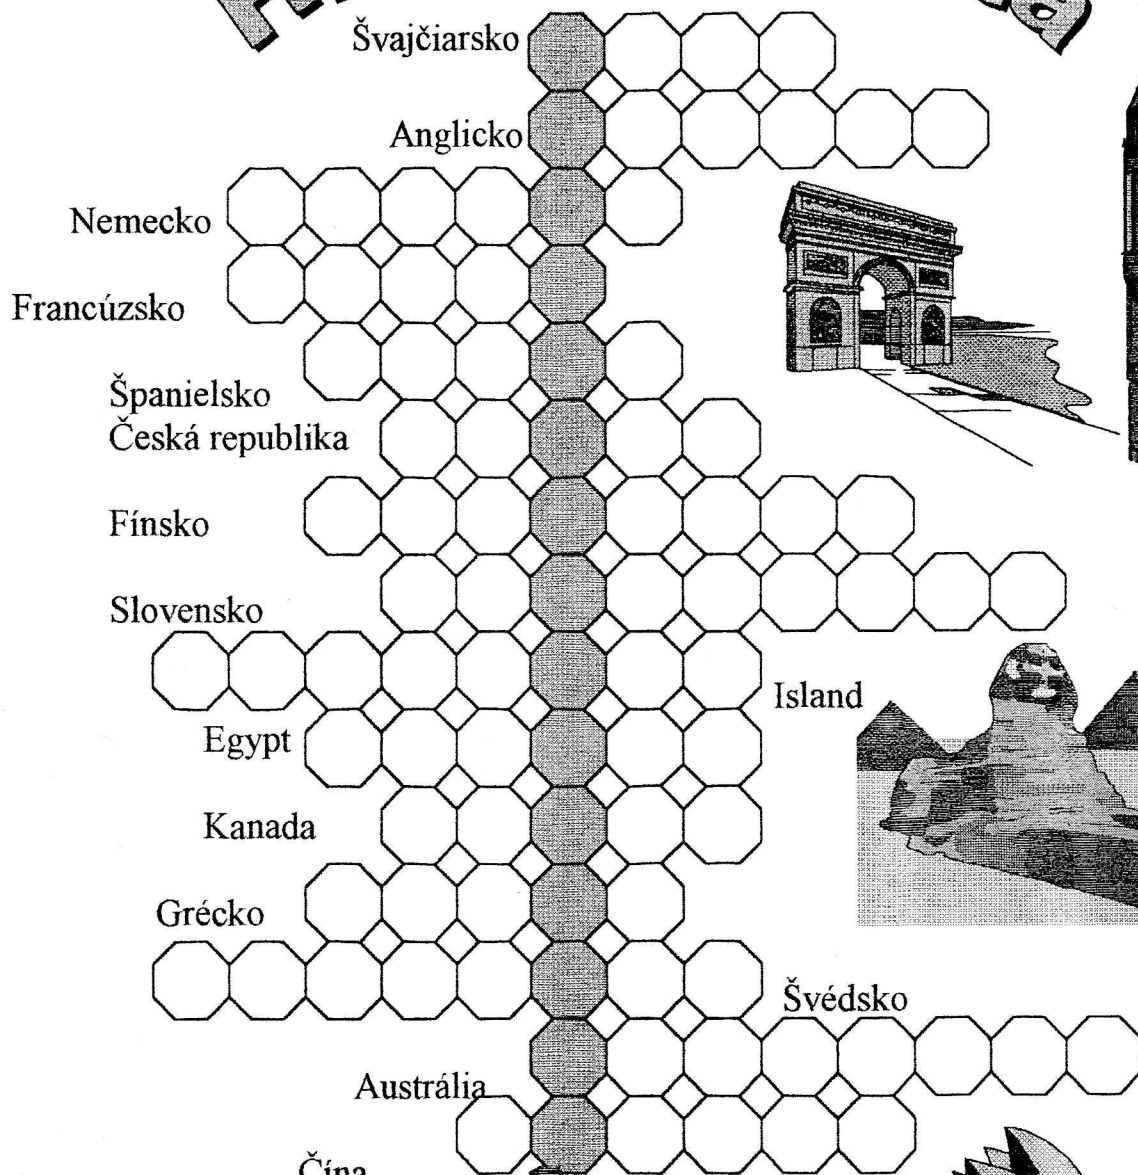 Švajčiarsko
Anglicko
Nemecko
Francúzsko
Španielsko
Česká republika
Fínsko
Slovensko
Island
Egypt
Kanada
Grécko
Švédsko
Austrália
Čína